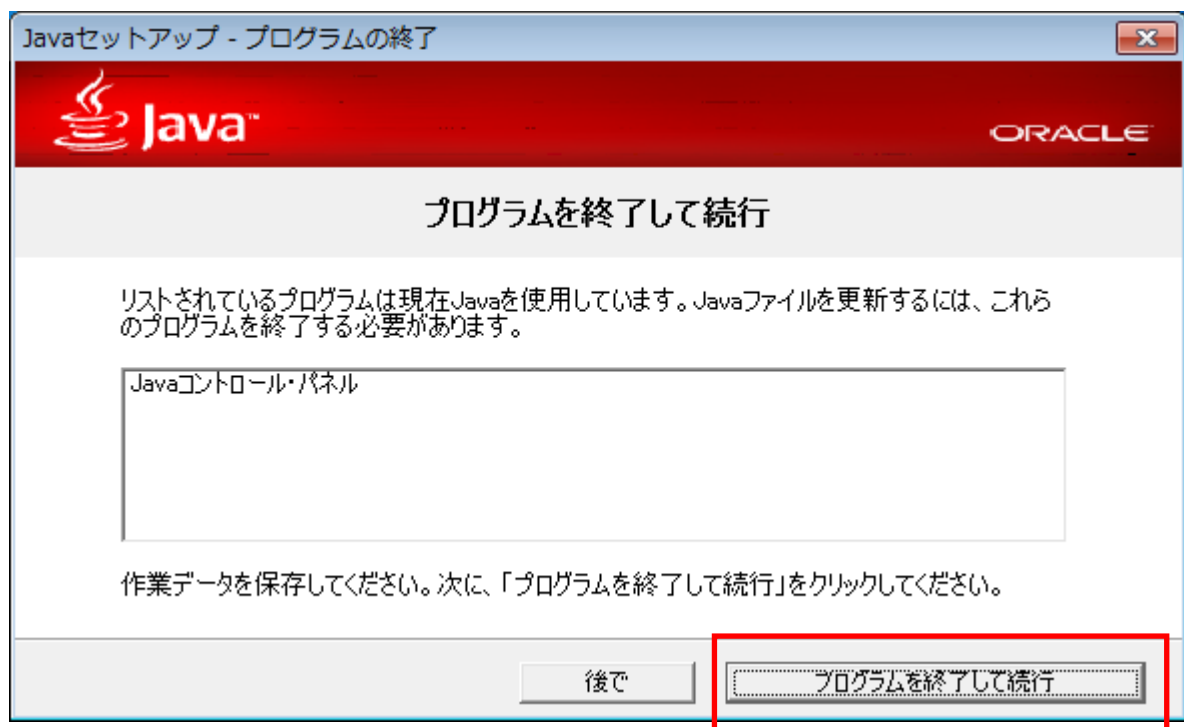 Javaセットアップ - プログラムの終了
Java™
ORACLE
プログラムを終了して続行
リストされているプログラムは現在Javaを使用しています。Javaファイルを更新するには、これら
のプログラムを終了する必要があります。
Javaコントロール・パネル
作業データを保存してください。次に、「プログラムを終了して続行」をクリックしてください。
後で
プログラムを終了して続行